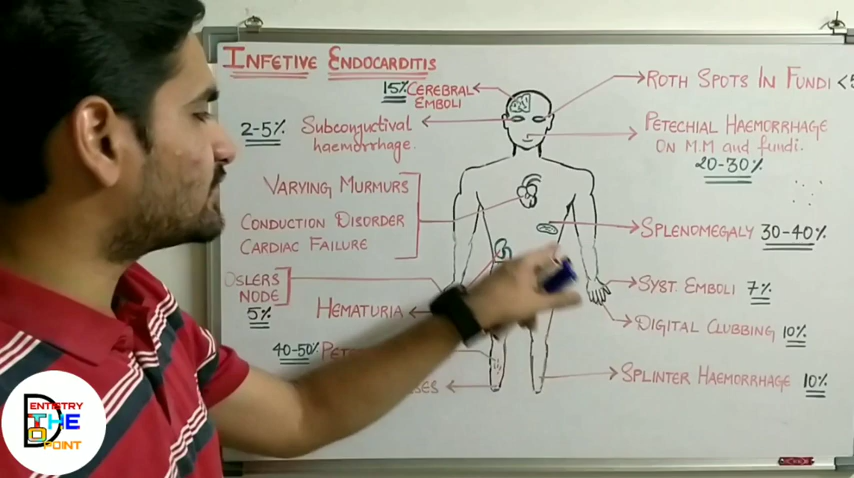 INFETIVE ENDOCARDITIS
15% CEREBRAL
EMBOLI
ROTH SPOTS IN FUNDI <5
2-5% Subconjuctival
haemorrhage.
PETECHIAL HAEMORRHAGE
ON M.M and fundi.
20-30%
VARYING MURMURS
CONDUCTION DISORDER
CARDIAC FAILURE
SPLENOMEGALY 30-40%
OSLERS
NODE
5%
HEMATURIA
SYST. EMBOLI 7%
DIGITAL CLUBBING 10%
40-50%
SPLINTER HAEMORRHAGE 10%
DENTISTRY
THE
TO
POINT